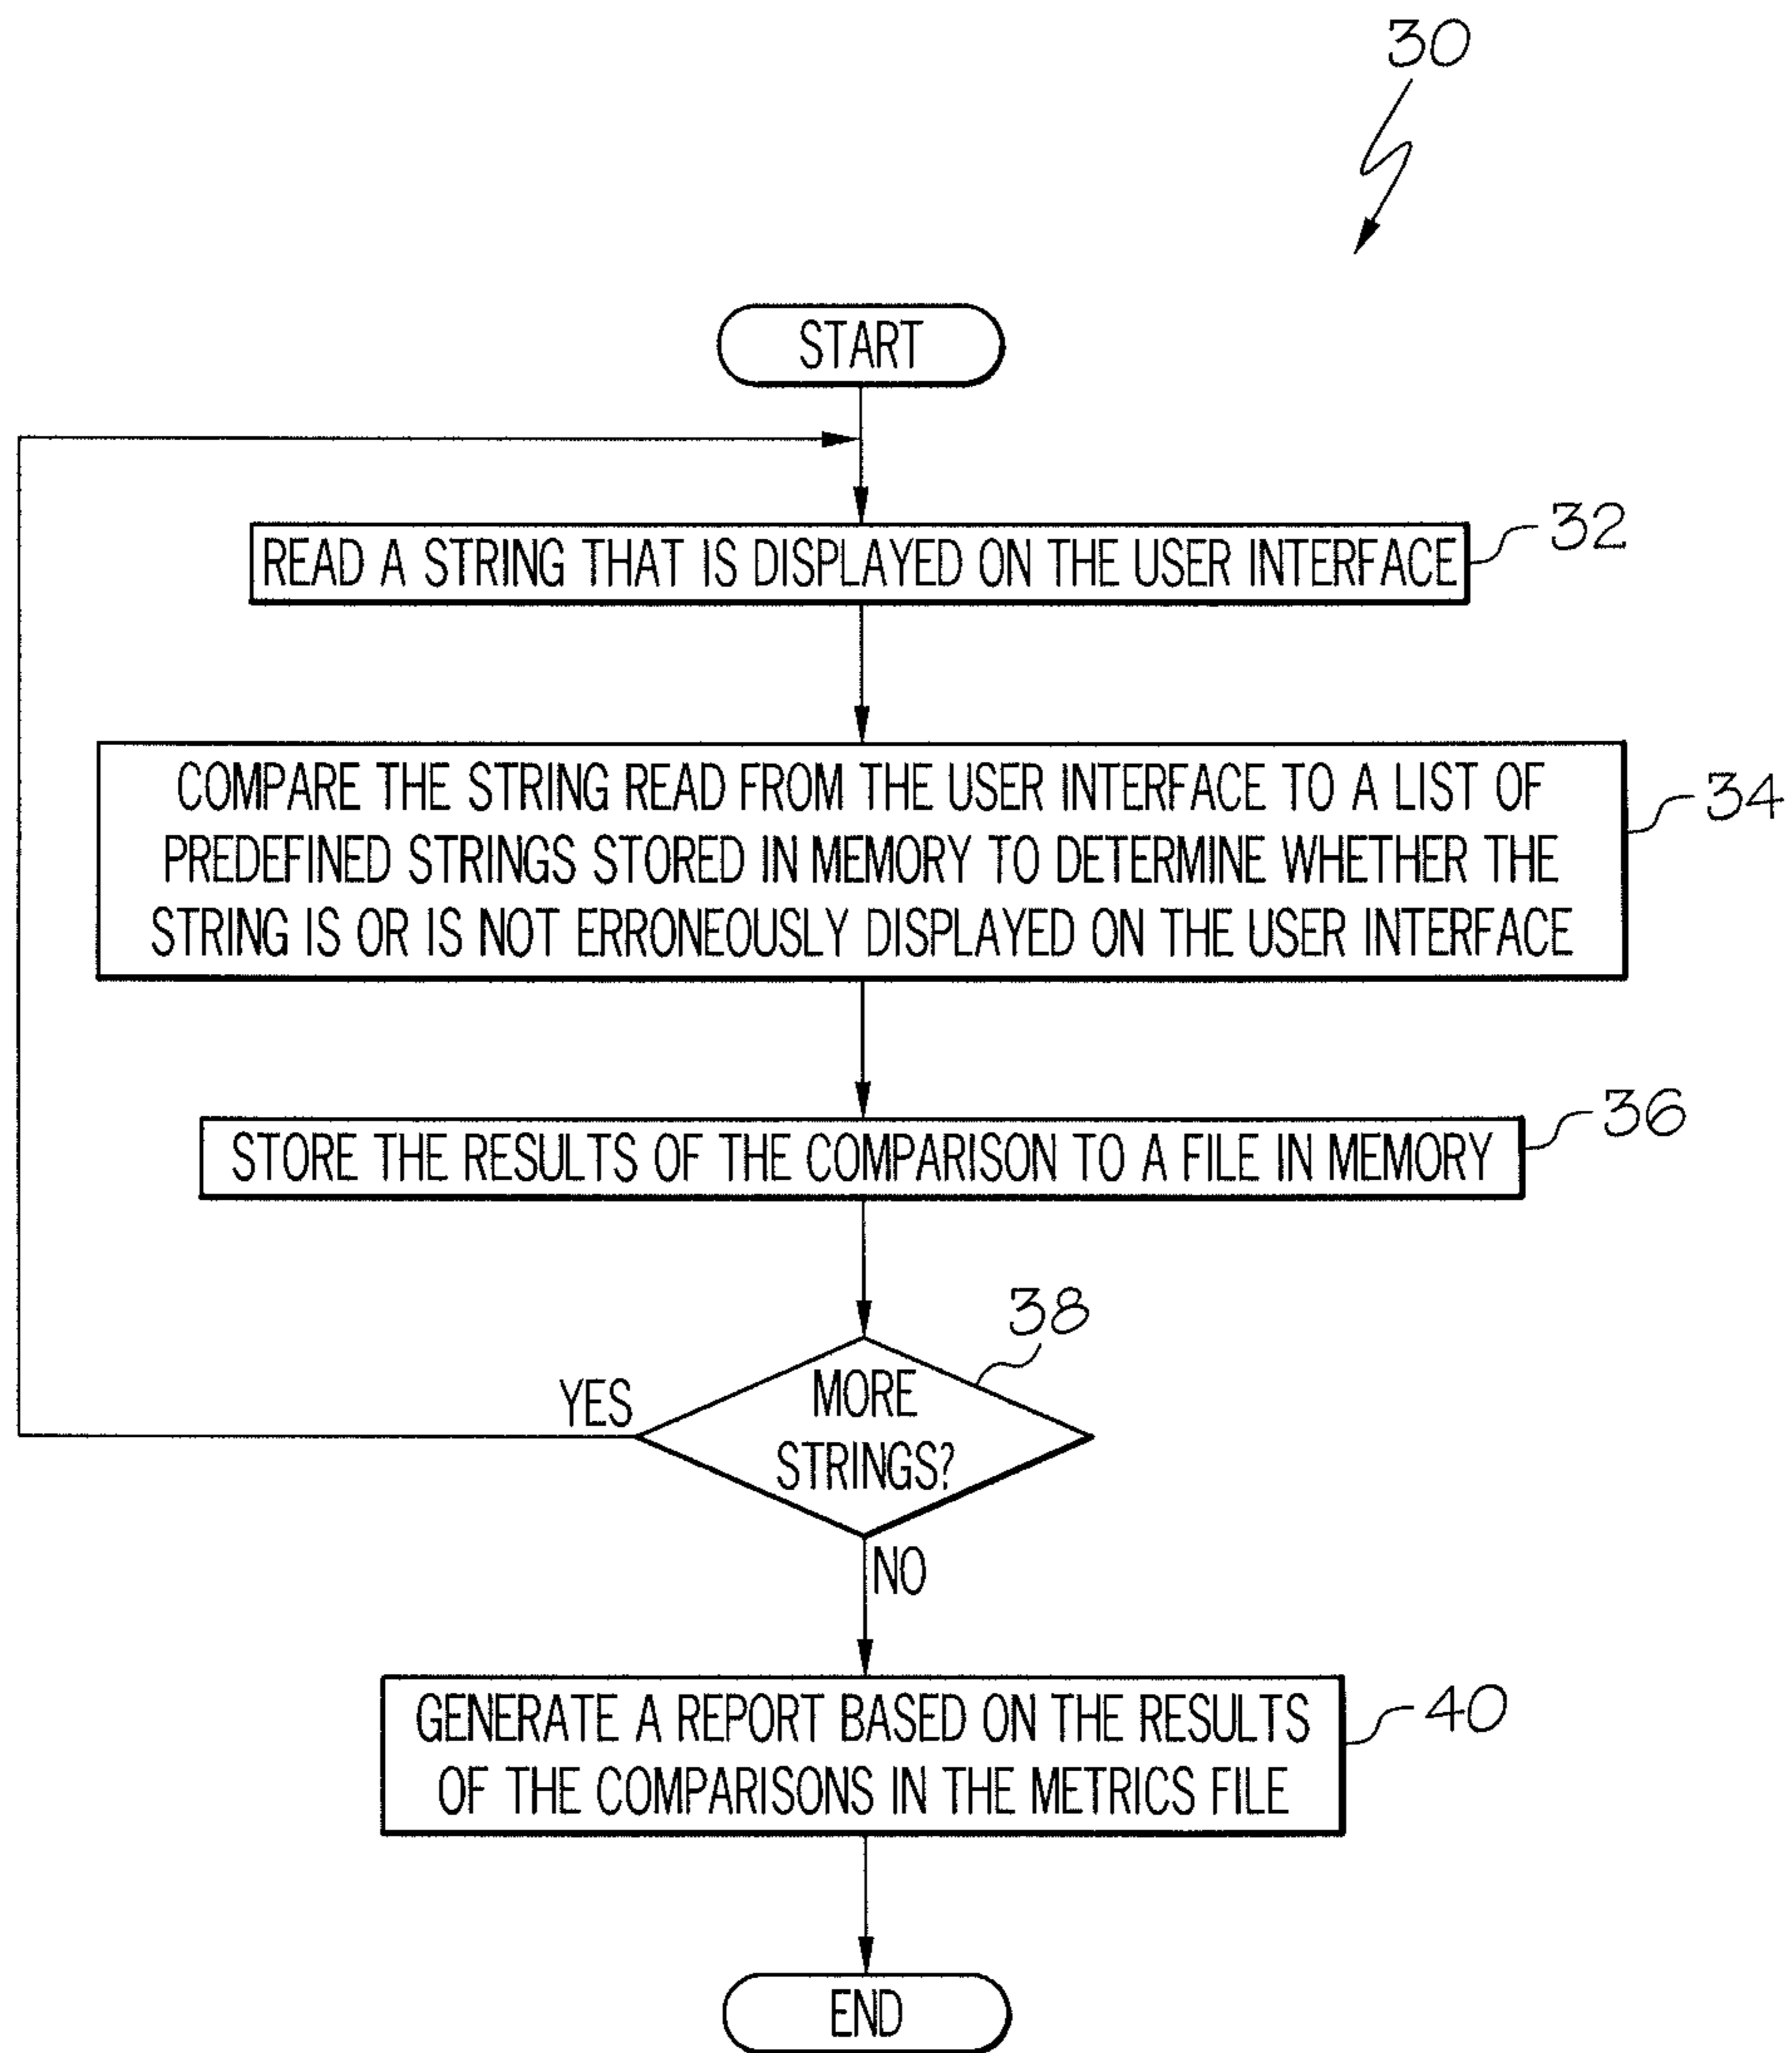 30
START
READ A STRING THAT IS DISPLAYED ON THE USER INTERFACE
32
COMPARE THE STRING READ FROM THE USER INTERFACE TO A LIST OF
PREDEFINED STRINGS STORED IN MEMORY TO DETERMINE WHETHER THE
STRING IS OR IS NOT ERRONEOUSLY DISPLAYED ON THE USER INTERFACE
34
STORE THE RESULTS OF THE COMPARISON TO A FILE IN MEMORY
36
38
YES
MORE
STRINGS?
NO
GENERATE A REPORT BASED ON THE RESULTS
OF THE COMPARISONS IN THE METRICS FILE
40
END